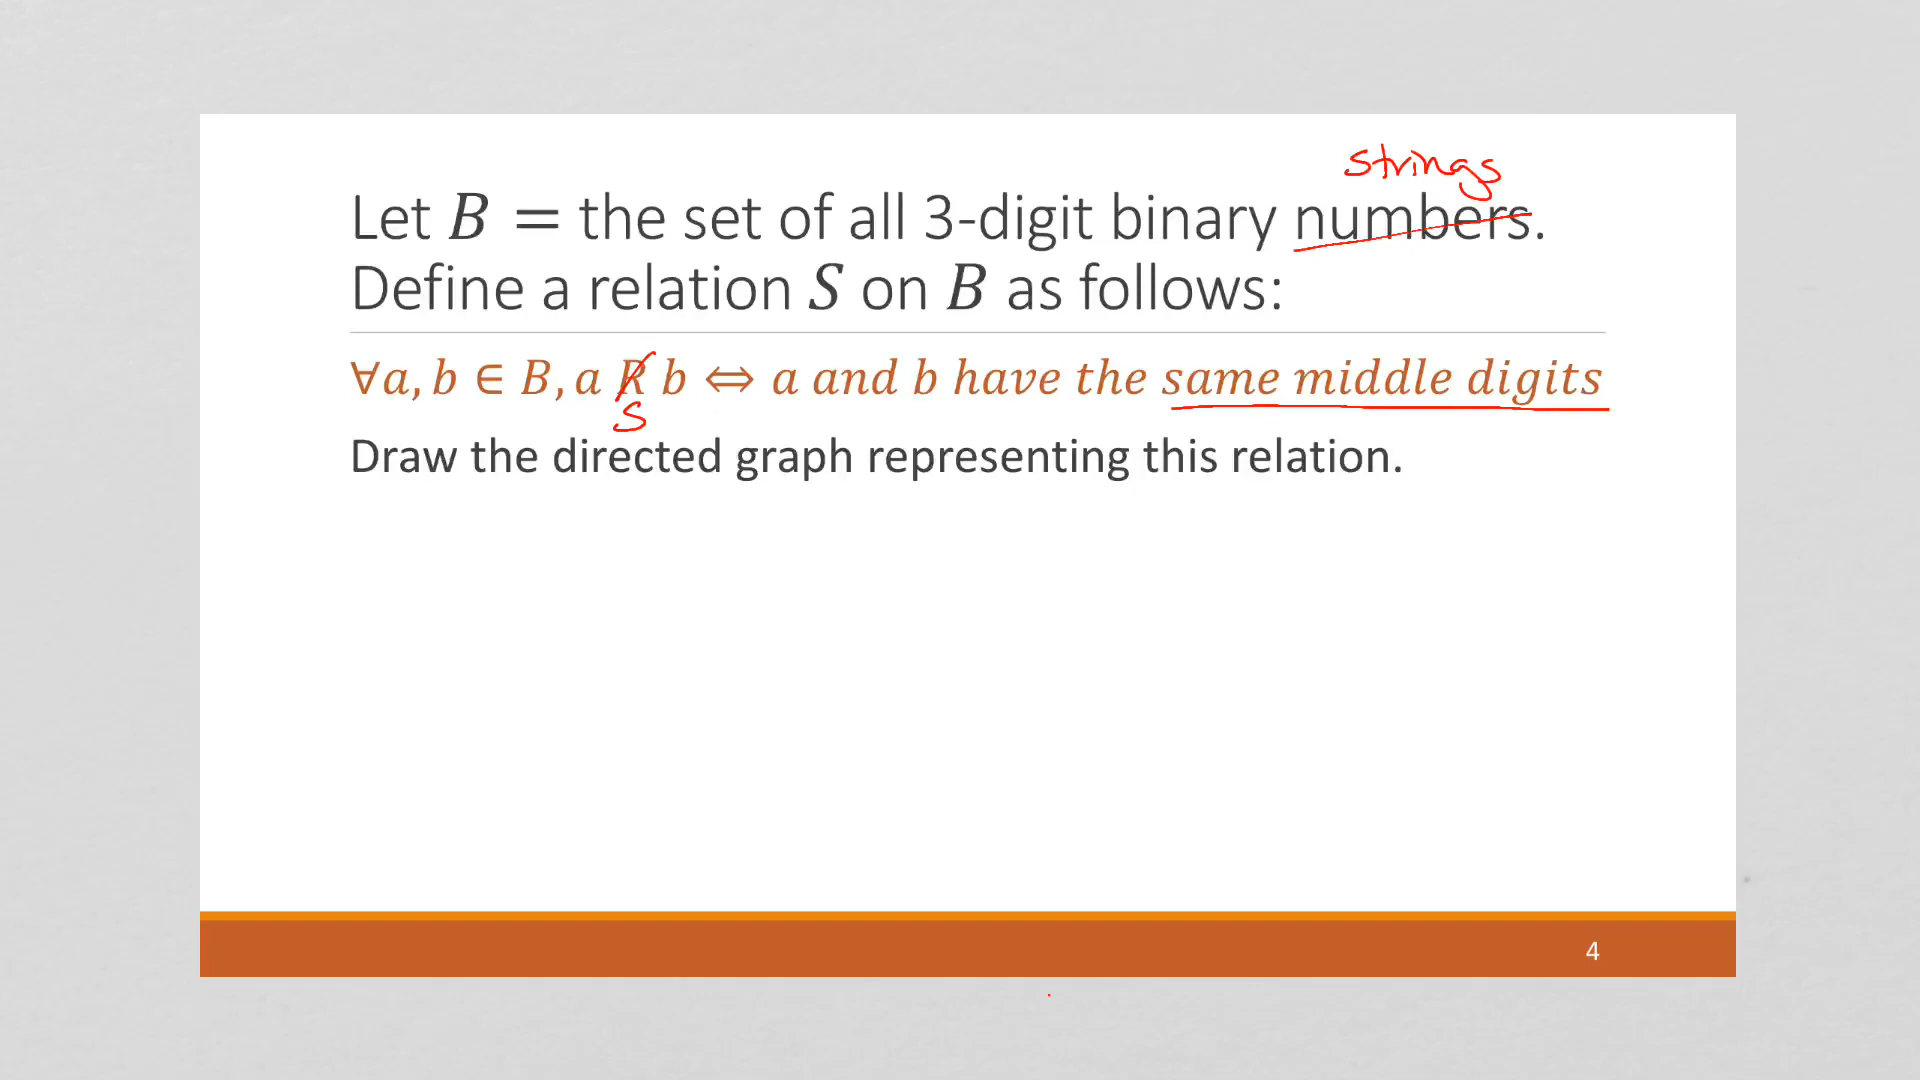 strings
Let B = the set of all 3-digit binary numbers.
Define a relation S on B as follows:
∀a, b ∈ B, a R b ⇔ a and b have the same middle digits
S
Draw the directed graph representing this relation.
4